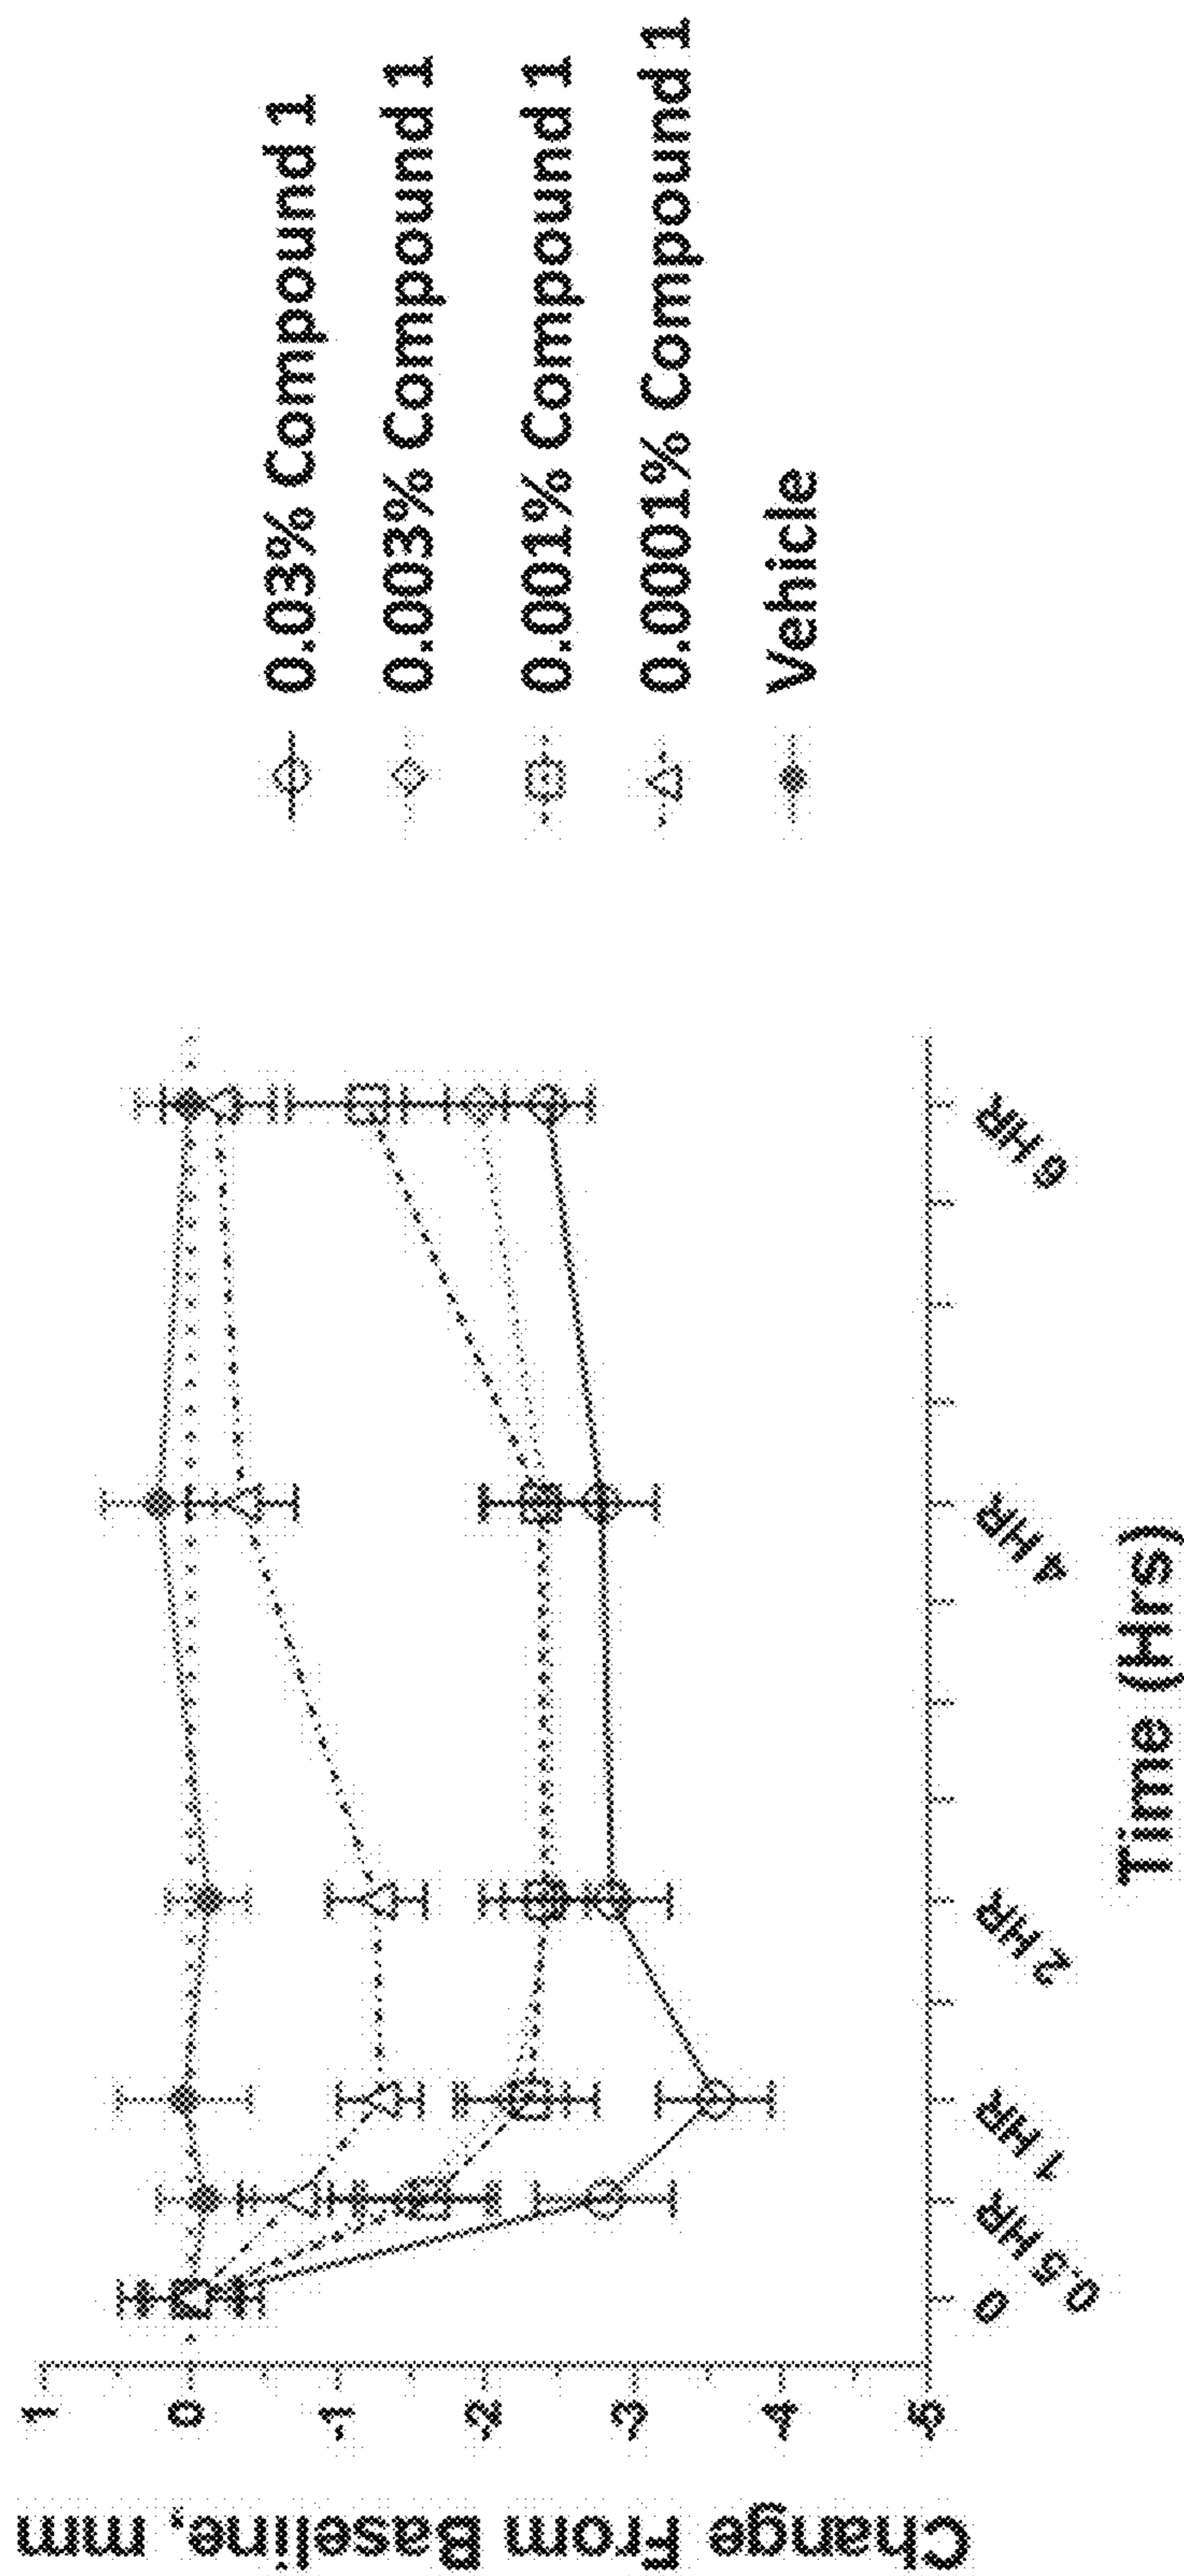 Change From Baseline, mm
1
0
-1
-2
-3
-4
-5
0
0.5 HR
1 HR
2 HR
4 HR
6 HR
Time (Hrs)
0.03% Compound 1
0.003% Compound 1
0.001% Compound 1
0.0001% Compound 1
Vehicle